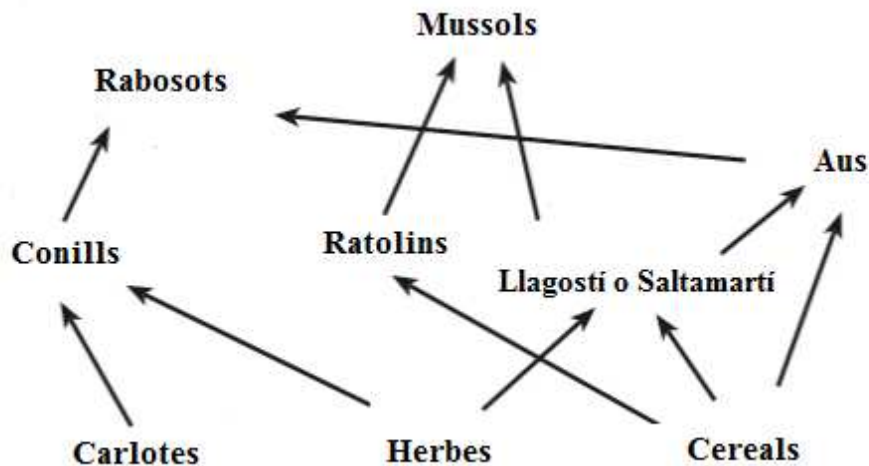 Mussols
Rabosots
Aus
Conills
Ratolins
Llagostí o Saltamartí
Carlotes
Herbes
Cereals